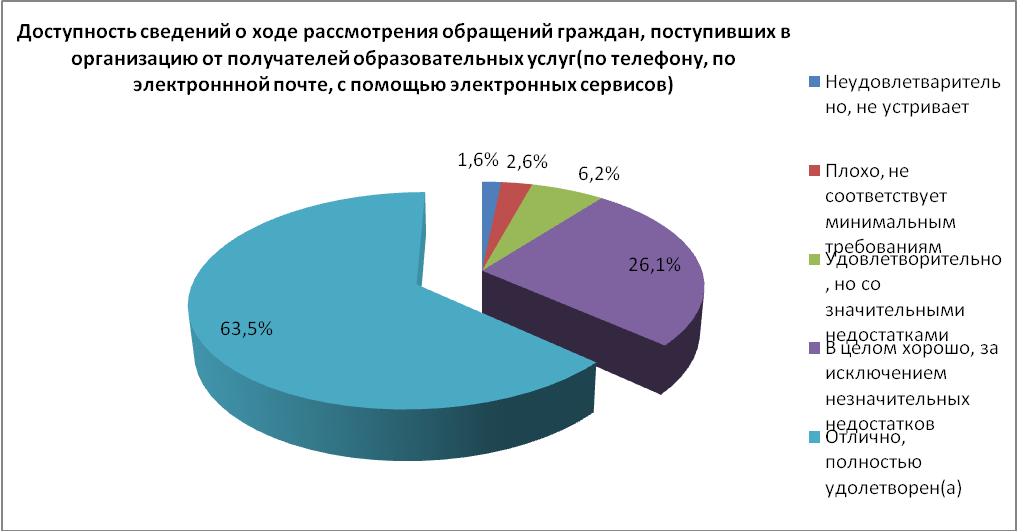 Доступность сведений о ходе рассмотрения обращений граждан, поступивших в
организацию от получателей образовательных услуг(по телефону, по
электроннной почте, с помощью электронных сервисов)
1,6%
2,6%
6,2%
26,1%
63,5%
Неудовлетваритель
но, не устривает
Плохо, не
соответствует
минимальным
требованиям
Удовлетворительно
, но со
значительными
недостатками
В целом хорошо, за
исключением
незначительных
недостатков
Отлично,
полностью
удолетворен(а)